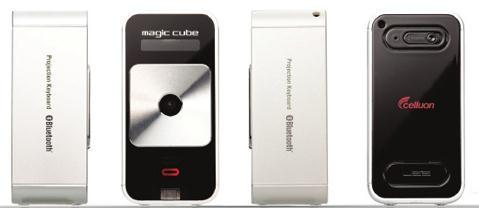 Projection Keyboard
Bluetooth
magic cube
Projection Keyboard
Bluetooth
celluon